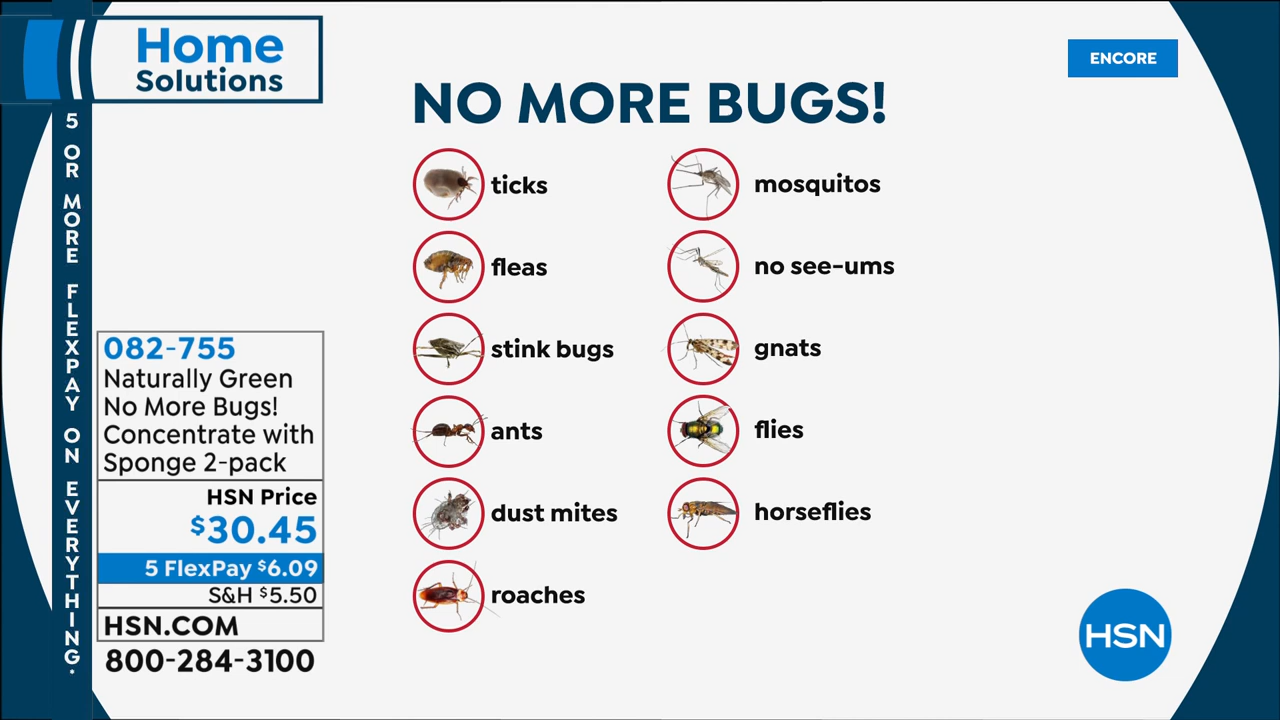 Home
Solutions
5 OR MORE FLEXPAY ON EVERYTHING.
ENCORE
NO MORE BUGS!
ticks
fleas
stink bugs
ants
dust mites
roaches
mosquitos
no see-ums
gnats
flies
horseflies
082-755
Naturally Green
No More Bugs!
Concentrate with
Sponge 2-pack
HSN Price
$30.45
5 FlexPay $6.09
S&H $5.50
HSN.COM
800-284-3100
HSN